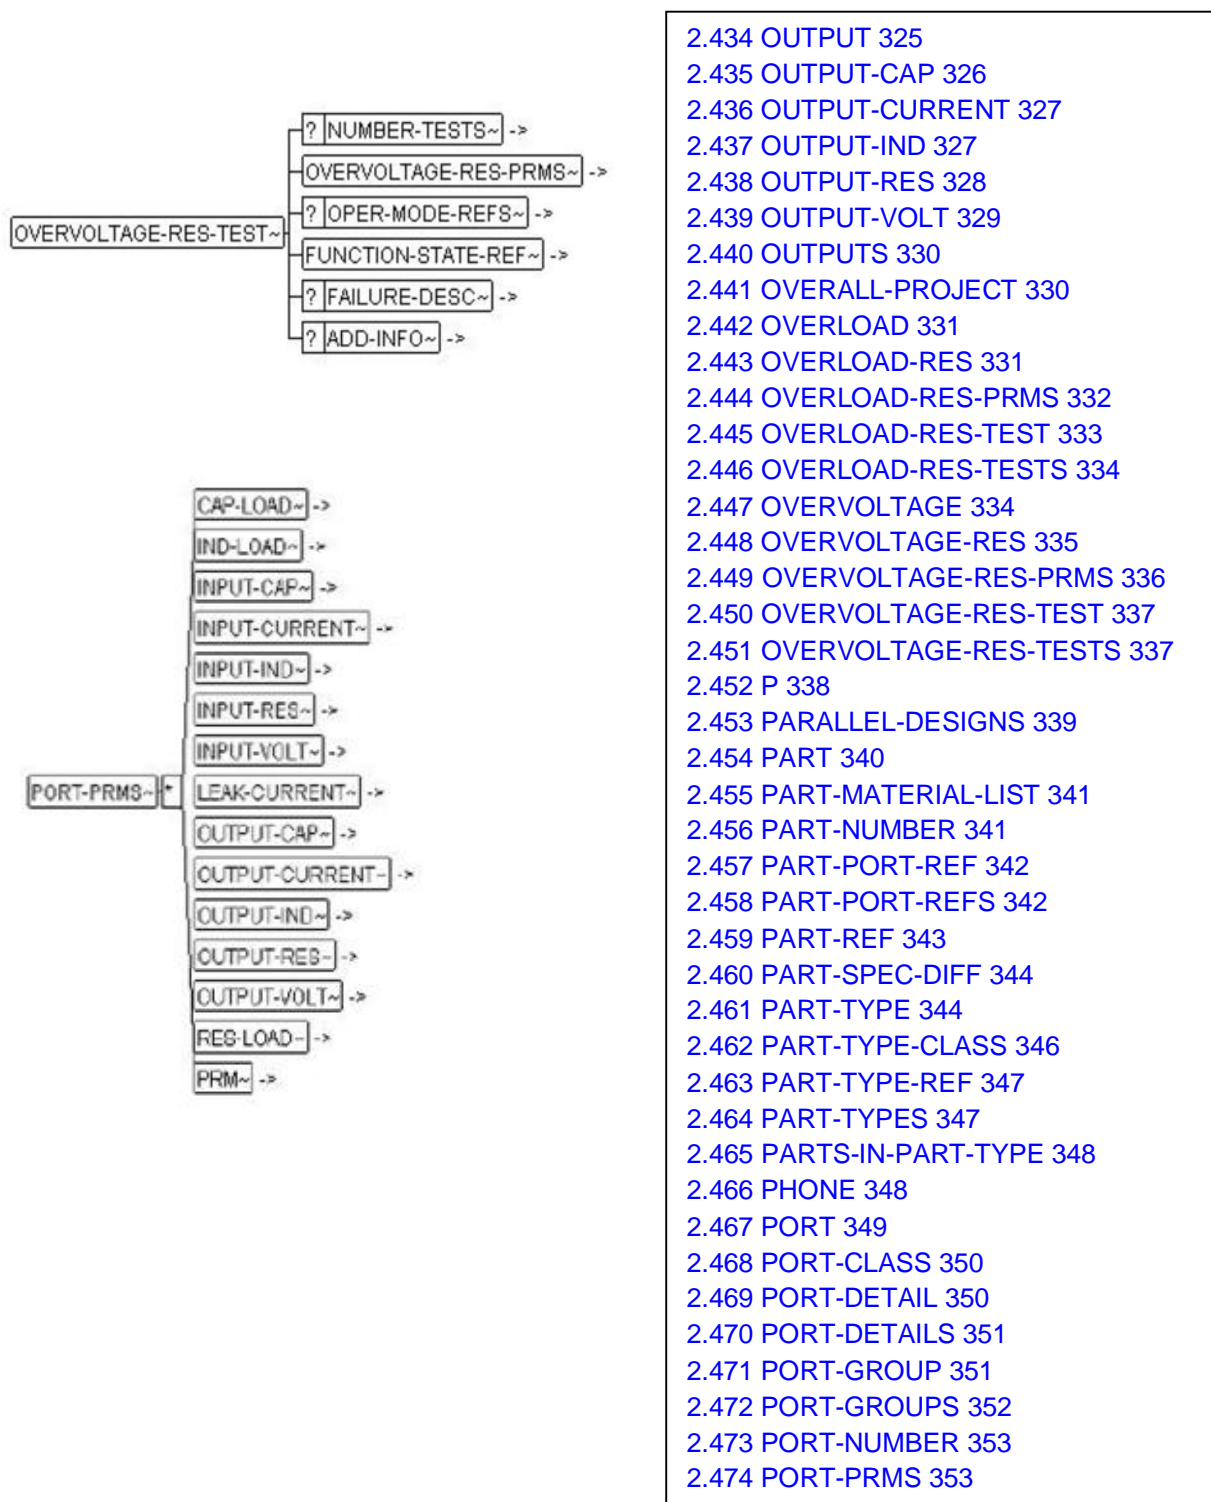 ? NUMBER-TESTS~ ->
OVERVOLTAGE-RES-PRMS~ ->
? OPER-MODE-REFS~ ->
OVERVOLTAGE-RES-TEST~
FUNCTION-STATE-REF~ ->
? FAILURE-DESC~ ->
? ADD-INFO~ ->
CAP-LOAD~ ->
IND-LOAD~ ->
INPUT-CAP~ ->
INPUT-CURRENT~ ->
INPUT-IND~ ->
INPUT-RES~ ->
INPUT-VOLT~ ->
PORT-PRMS~ *
LEAK-CURRENT~ ->
OUTPUT-CAP~ ->
OUTPUT-CURRENT~ ->
OUTPUT-IND~ ->
OUTPUT-RES~ ->
OUTPUT-VOLT~ ->
RES-LOAD~ ->
PRM~ ->
2.434 OUTPUT 325
2.435 OUTPUT-CAP 326
2.436 OUTPUT-CURRENT 327
2.437 OUTPUT-IND 327
2.438 OUTPUT-RES 328
2.439 OUTPUT-VOLT 329
2.440 OUTPUTS 330
2.441 OVERALL-PROJECT 330
2.442 OVERLOAD 331
2.443 OVERLOAD-RES 331
2.444 OVERLOAD-RES-PRMS 332
2.445 OVERLOAD-RES-TEST 333
2.446 OVERLOAD-RES-TESTS 334
2.447 OVERVOLTAGE 334
2.448 OVERVOLTAGE-RES 335
2.449 OVERVOLTAGE-RES-PRMS 336
2.450 OVERVOLTAGE-RES-TEST 337
2.451 OVERVOLTAGE-RES-TESTS 337
2.452 P 338
2.453 PARALLEL-DESIGNS 339
2.454 PART 340
2.455 PART-MATERIAL-LIST 341
2.456 PART-NUMBER 341
2.457 PART-PORT-REF 342
2.458 PART-PORT-REFS 342
2.459 PART-REF 343
2.460 PART-SPEC-DIFF 344
2.461 PART-TYPE 344
2.462 PART-TYPE-CLASS 346
2.463 PART-TYPE-REF 347
2.464 PART-TYPES 347
2.465 PARTS-IN-PART-TYPE 348
2.466 PHONE 348
2.467 PORT 349
2.468 PORT-CLASS 350
2.469 PORT-DETAIL 350
2.470 PORT-DETAILS 351
2.471 PORT-GROUP 351
2.472 PORT-GROUPS 352
2.473 PORT-NUMBER 353
2.474 PORT-PRMS 353